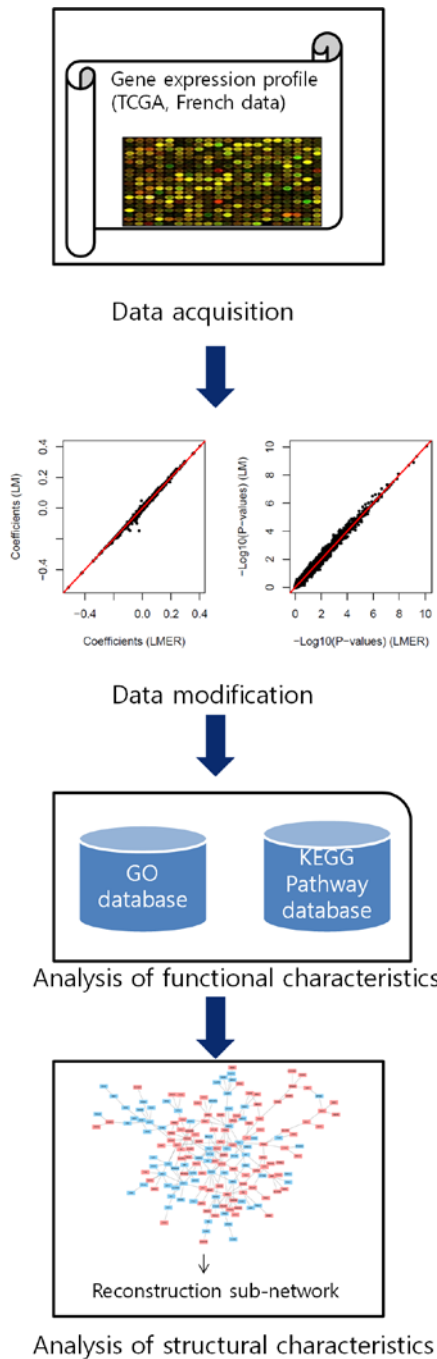 Gene expression profile
(TCGA, French data)
Data acquisition
Coefficients (LM)
0.4
0.0
−0.4
−0.4
0.0
0.2
0.4
Coefficients (LMER)
−Log10(P−values) (LM)
10
8
6
4
2
0
0
2
4
6
8
10
−Log10(P−values) (LMER)
Data modification
GO
database
KEGG
Pathway
database
Analysis of functional characteristics
Reconstruction sub-network
Analysis of structural characteristics